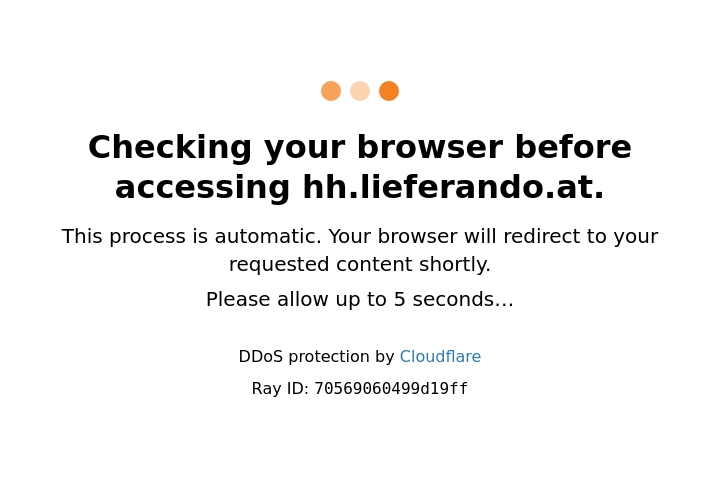 Checking your browser before
accessing hh.lieferando.at.
This process is automatic. Your browser will redirect to your
requested content shortly.
Please allow up to 5 seconds…
DDoS protection by Cloudflare
Ray ID: 70569060499d19ff